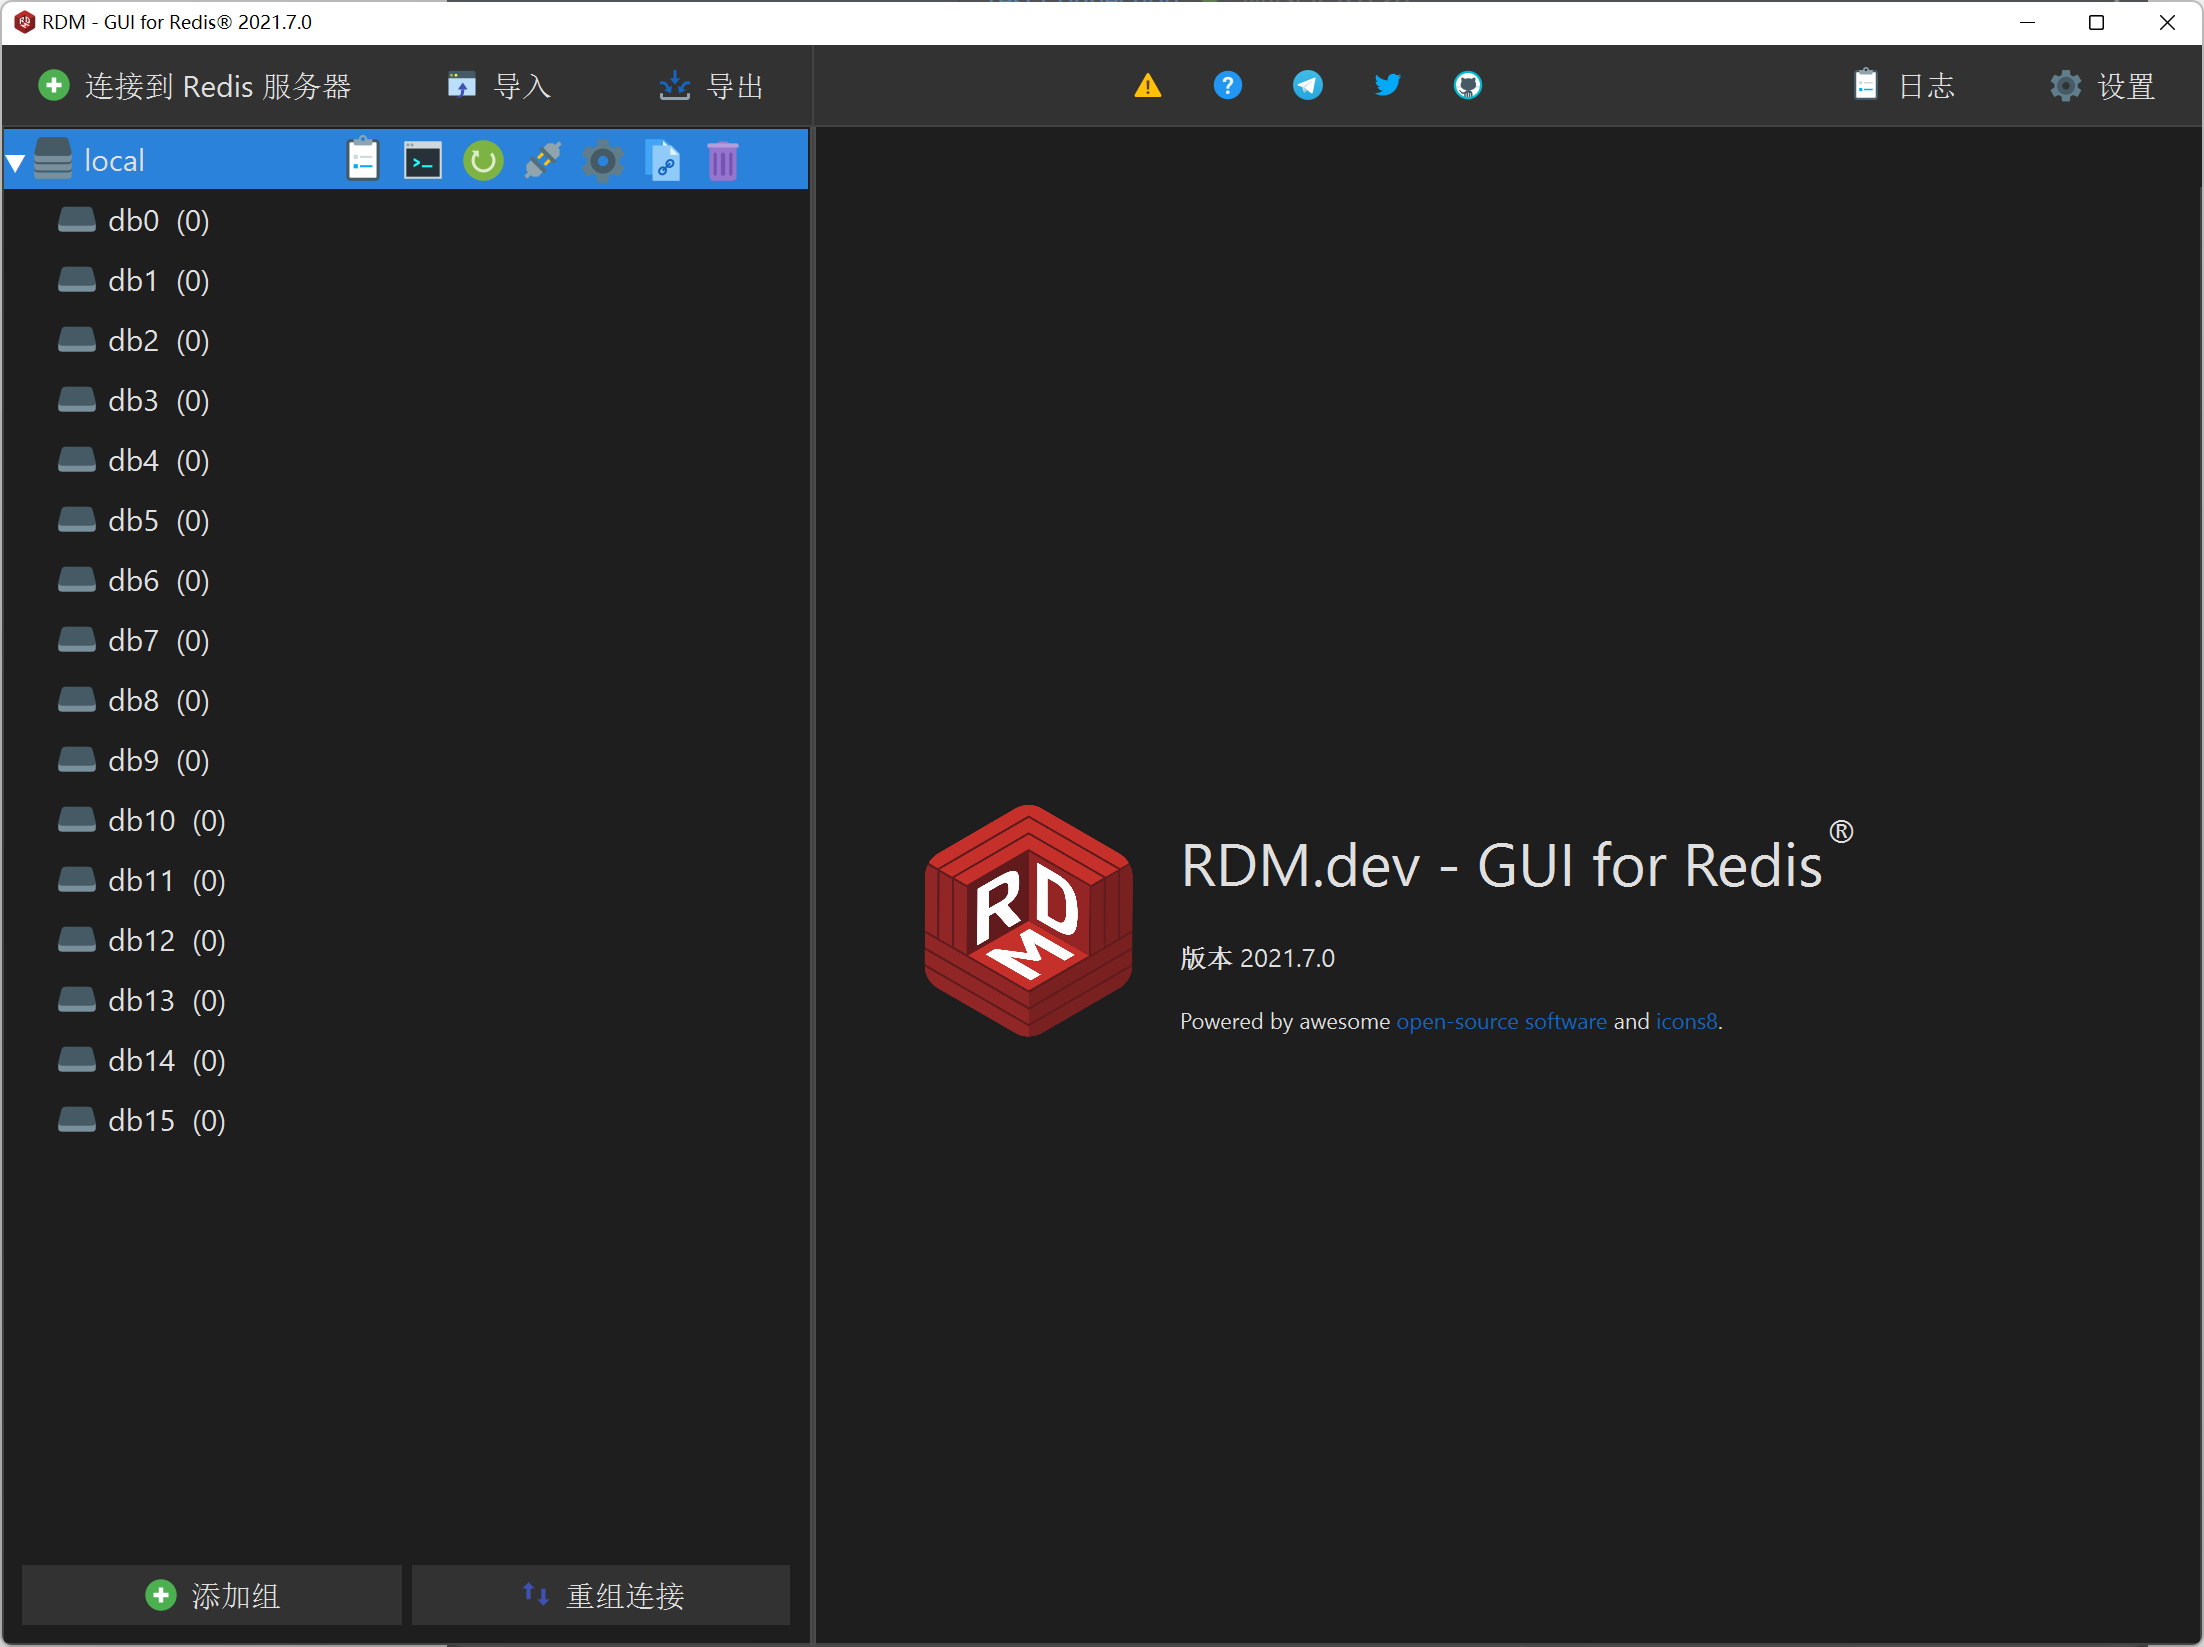 RDM - GUI for Redis® 2021.7.0
连接到 Redis 服务器 导入 导出 日志 设置
local
db0 (0)
db1 (0)
db2 (0)
db3 (0)
db4 (0)
db5 (0)
db6 (0)
db7 (0)
db8 (0)
db9 (0)
db10 (0)
db11 (0)
db12 (0)
db13 (0)
db14 (0)
db15 (0)
RDM
RDM.dev - GUI for Redis®
版本 2021.7.0
Powered by awesome open-source software and icons8.
添加组 重组连接